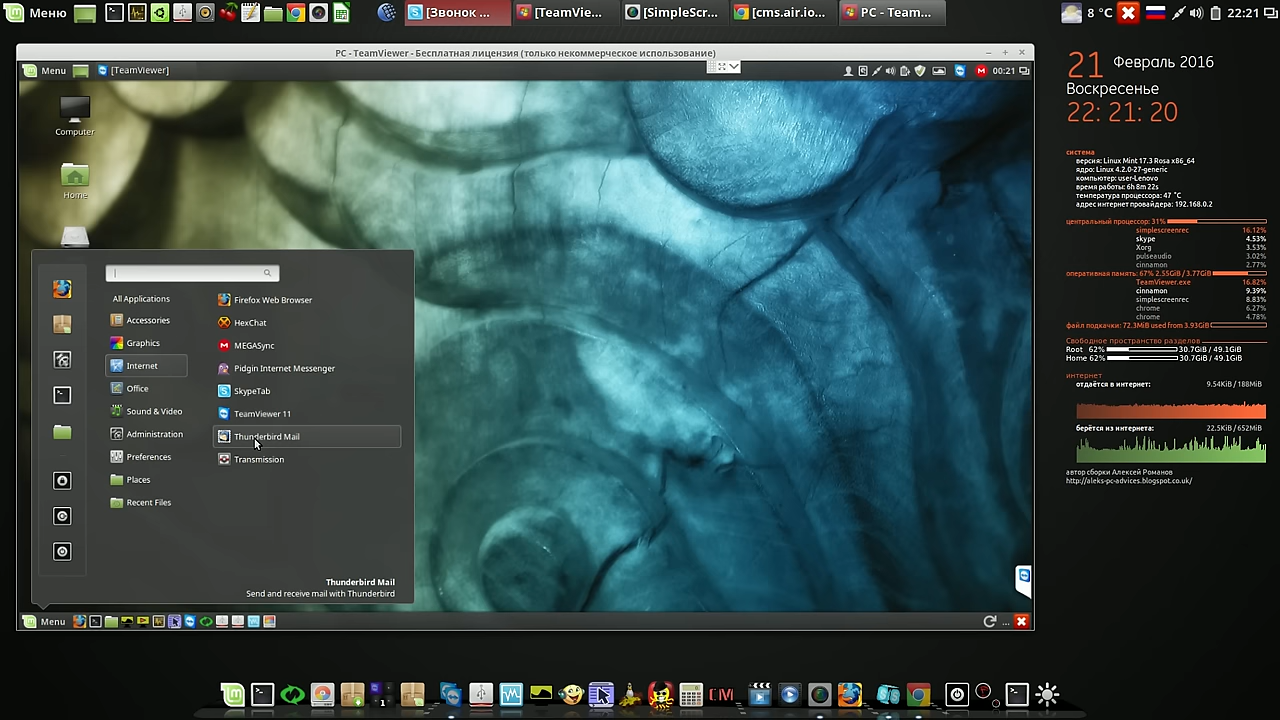 Меню
[Звонок ...
[TeamVie...
[SimpleScr...
[cms.air.io...
PC - Team...
8 °C
22:21
PC - TeamViewer - Бесплатная лицензия (только некоммерческое использование)
Menu
[TeamViewer]
00:21
Computer
Home
All Applications
Accessories
Graphics
Internet
Office
Sound & Video
Administration
Preferences
Places
Recent Files
Firefox Web Browser
HexChat
MEGASync
Pidgin Internet Messenger
SkypeTab
TeamViewer 11
Thunderbird Mail
Transmission
Thunderbird Mail
Send and receive mail with Thunderbird
Menu
...
21 Февраль 2016
Воскресенье
22: 21: 20
система
версия: Linux Mint 17.3 Rosa x86_64
ядро: Linux 4.2.0-27-generic
компьютер: user-Lenovo
время работы: 6h 8m 22s
температура процессора: 47 °C
адрес интернет провайдера: 192.168.0.2
центральный процессор: 31%
simplescreenrec 16.12%
skype 4.53%
Xorg 3.53%
pulseaudio 3.02%
cinnamon 2.77%
оперативная память: 67% 2.55GiB / 3.77GiB
TeamViewer.exe 16.82%
cinnamon 9.39%
simplescreenrec 8.83%
chrome 6.27%
chrome 4.78%
файл подкачки: 72.3MiB used from 3.93GiB
Свободное пространство разделов
Root 62% 30.7GiB / 49.1GiB
Home 62% 30.7GiB / 49.1GiB
интернет
отдаётся в интернет: 9.54KiB / 188MiB
берётся из интернета: 22.5KiB / 652MiB
автор сборки Алексей Романов
http://aleks-pc-advices.blogspot.co.uk/